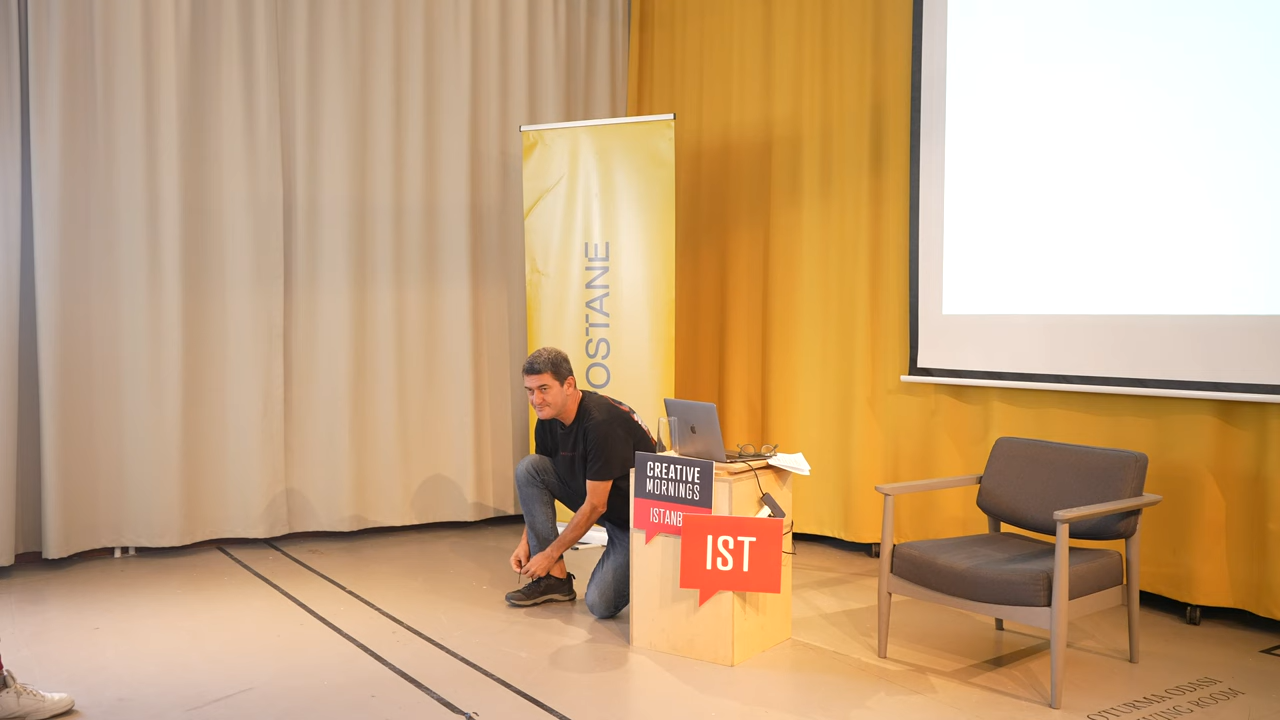 OSTANE
CREATIVE
MORNINGS
ISTANB
IST
OTURMA ODASI
LIVING ROOM